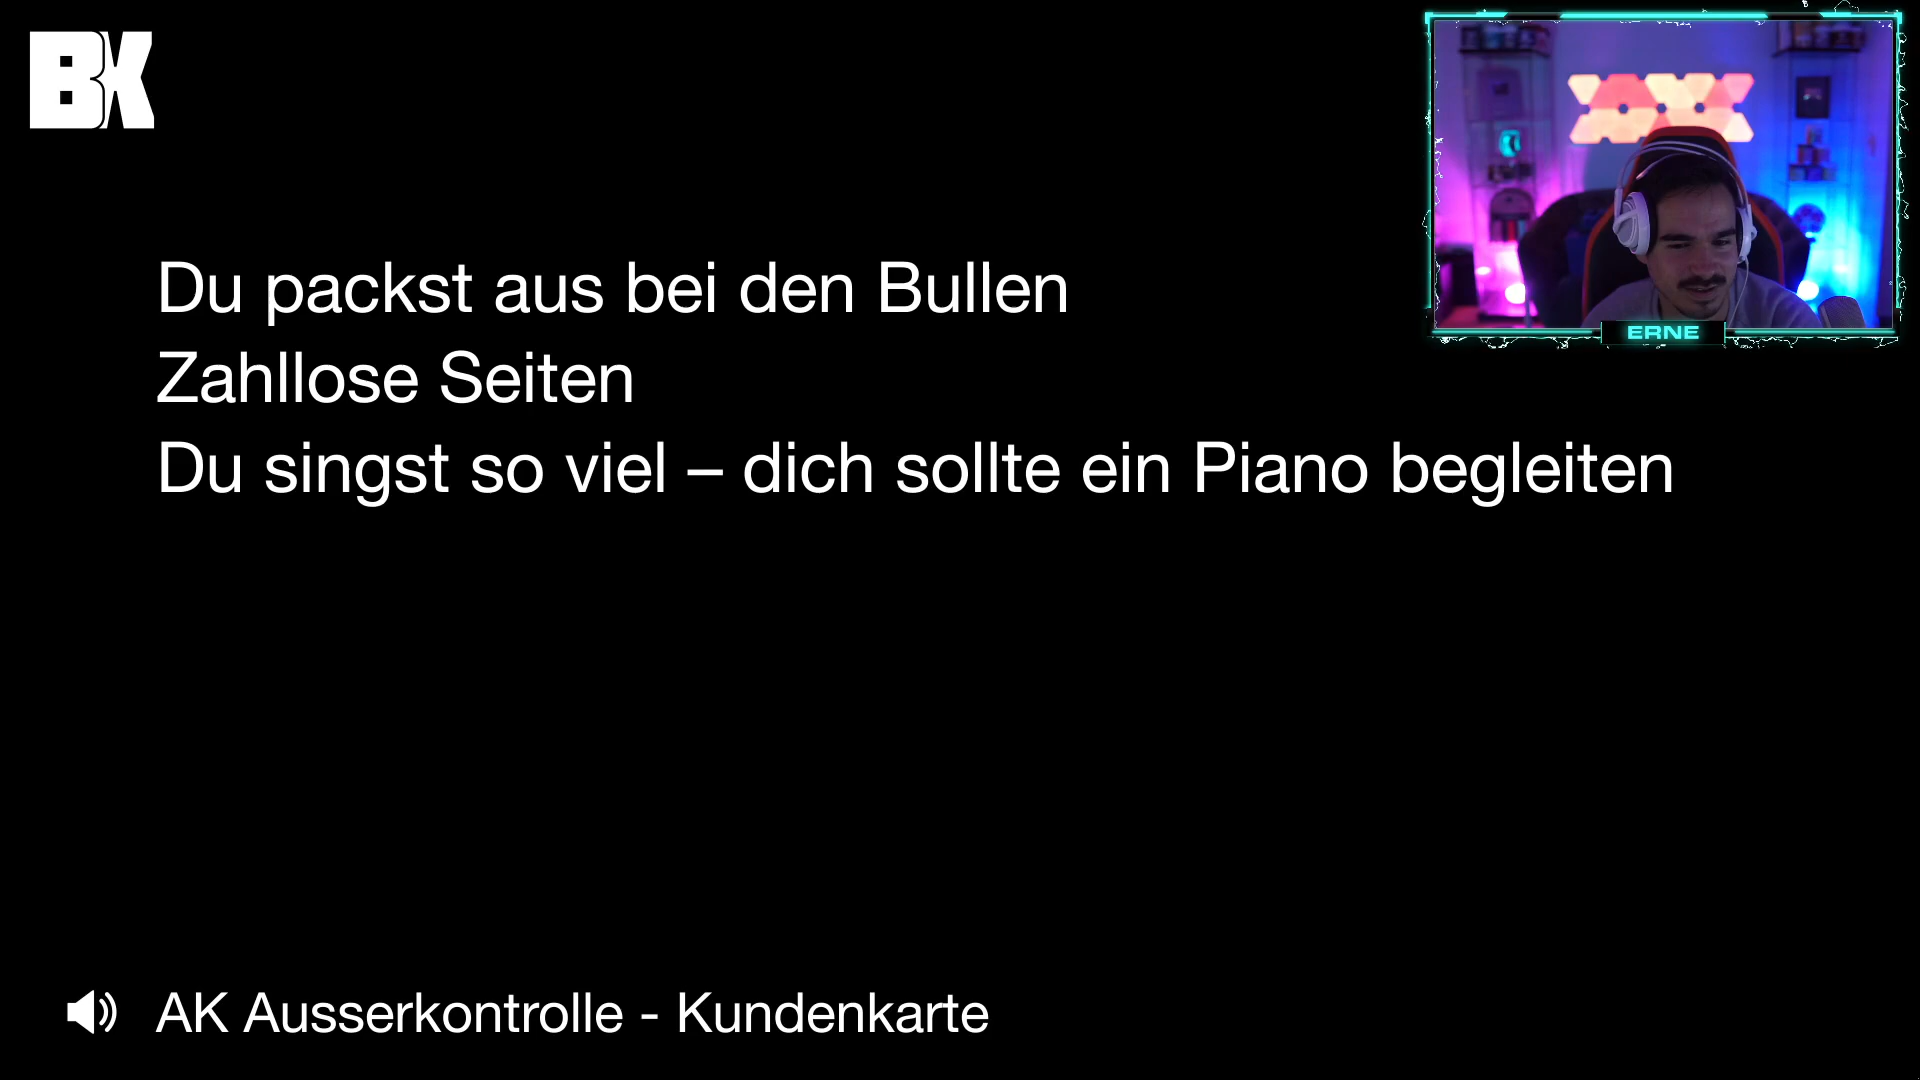 BK
ERNE
Du packst aus bei den Bullen
Zahllose Seiten
Du singst so viel – dich sollte ein Piano begleiten
AK Ausserkontrolle - Kundenkarte